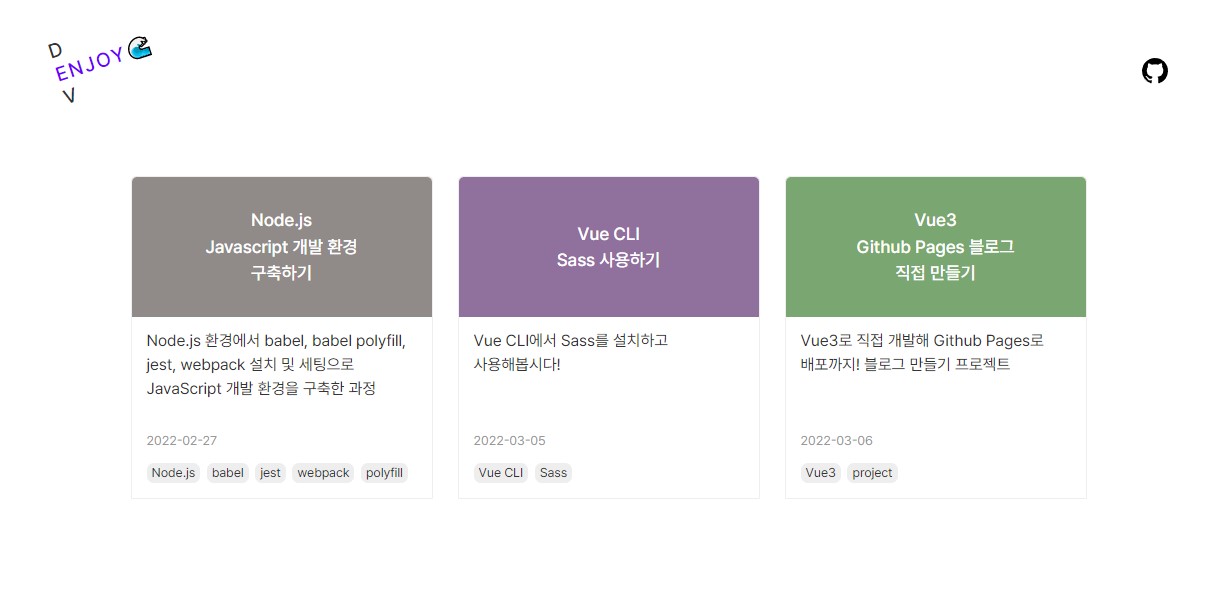 D
ENJOY
V
Node.js
Javascript 개발 환경
구축하기
Node.js 환경에서 babel, babel polyfill,
jest, webpack 설치 및 세팅으로
JavaScript 개발 환경을 구축한 과정
2022-02-27
Node.js babel jest webpack polyfill
Vue CLI
Sass 사용하기
Vue CLI에서 Sass를 설치하고
사용해봅시다!
2022-03-05
Vue CLI Sass
Vue3
Github Pages 블로그
직접 만들기
Vue3로 직접 개발해 Github Pages로
배포까지! 블로그 만들기 프로젝트
2022-03-06
Vue3 project